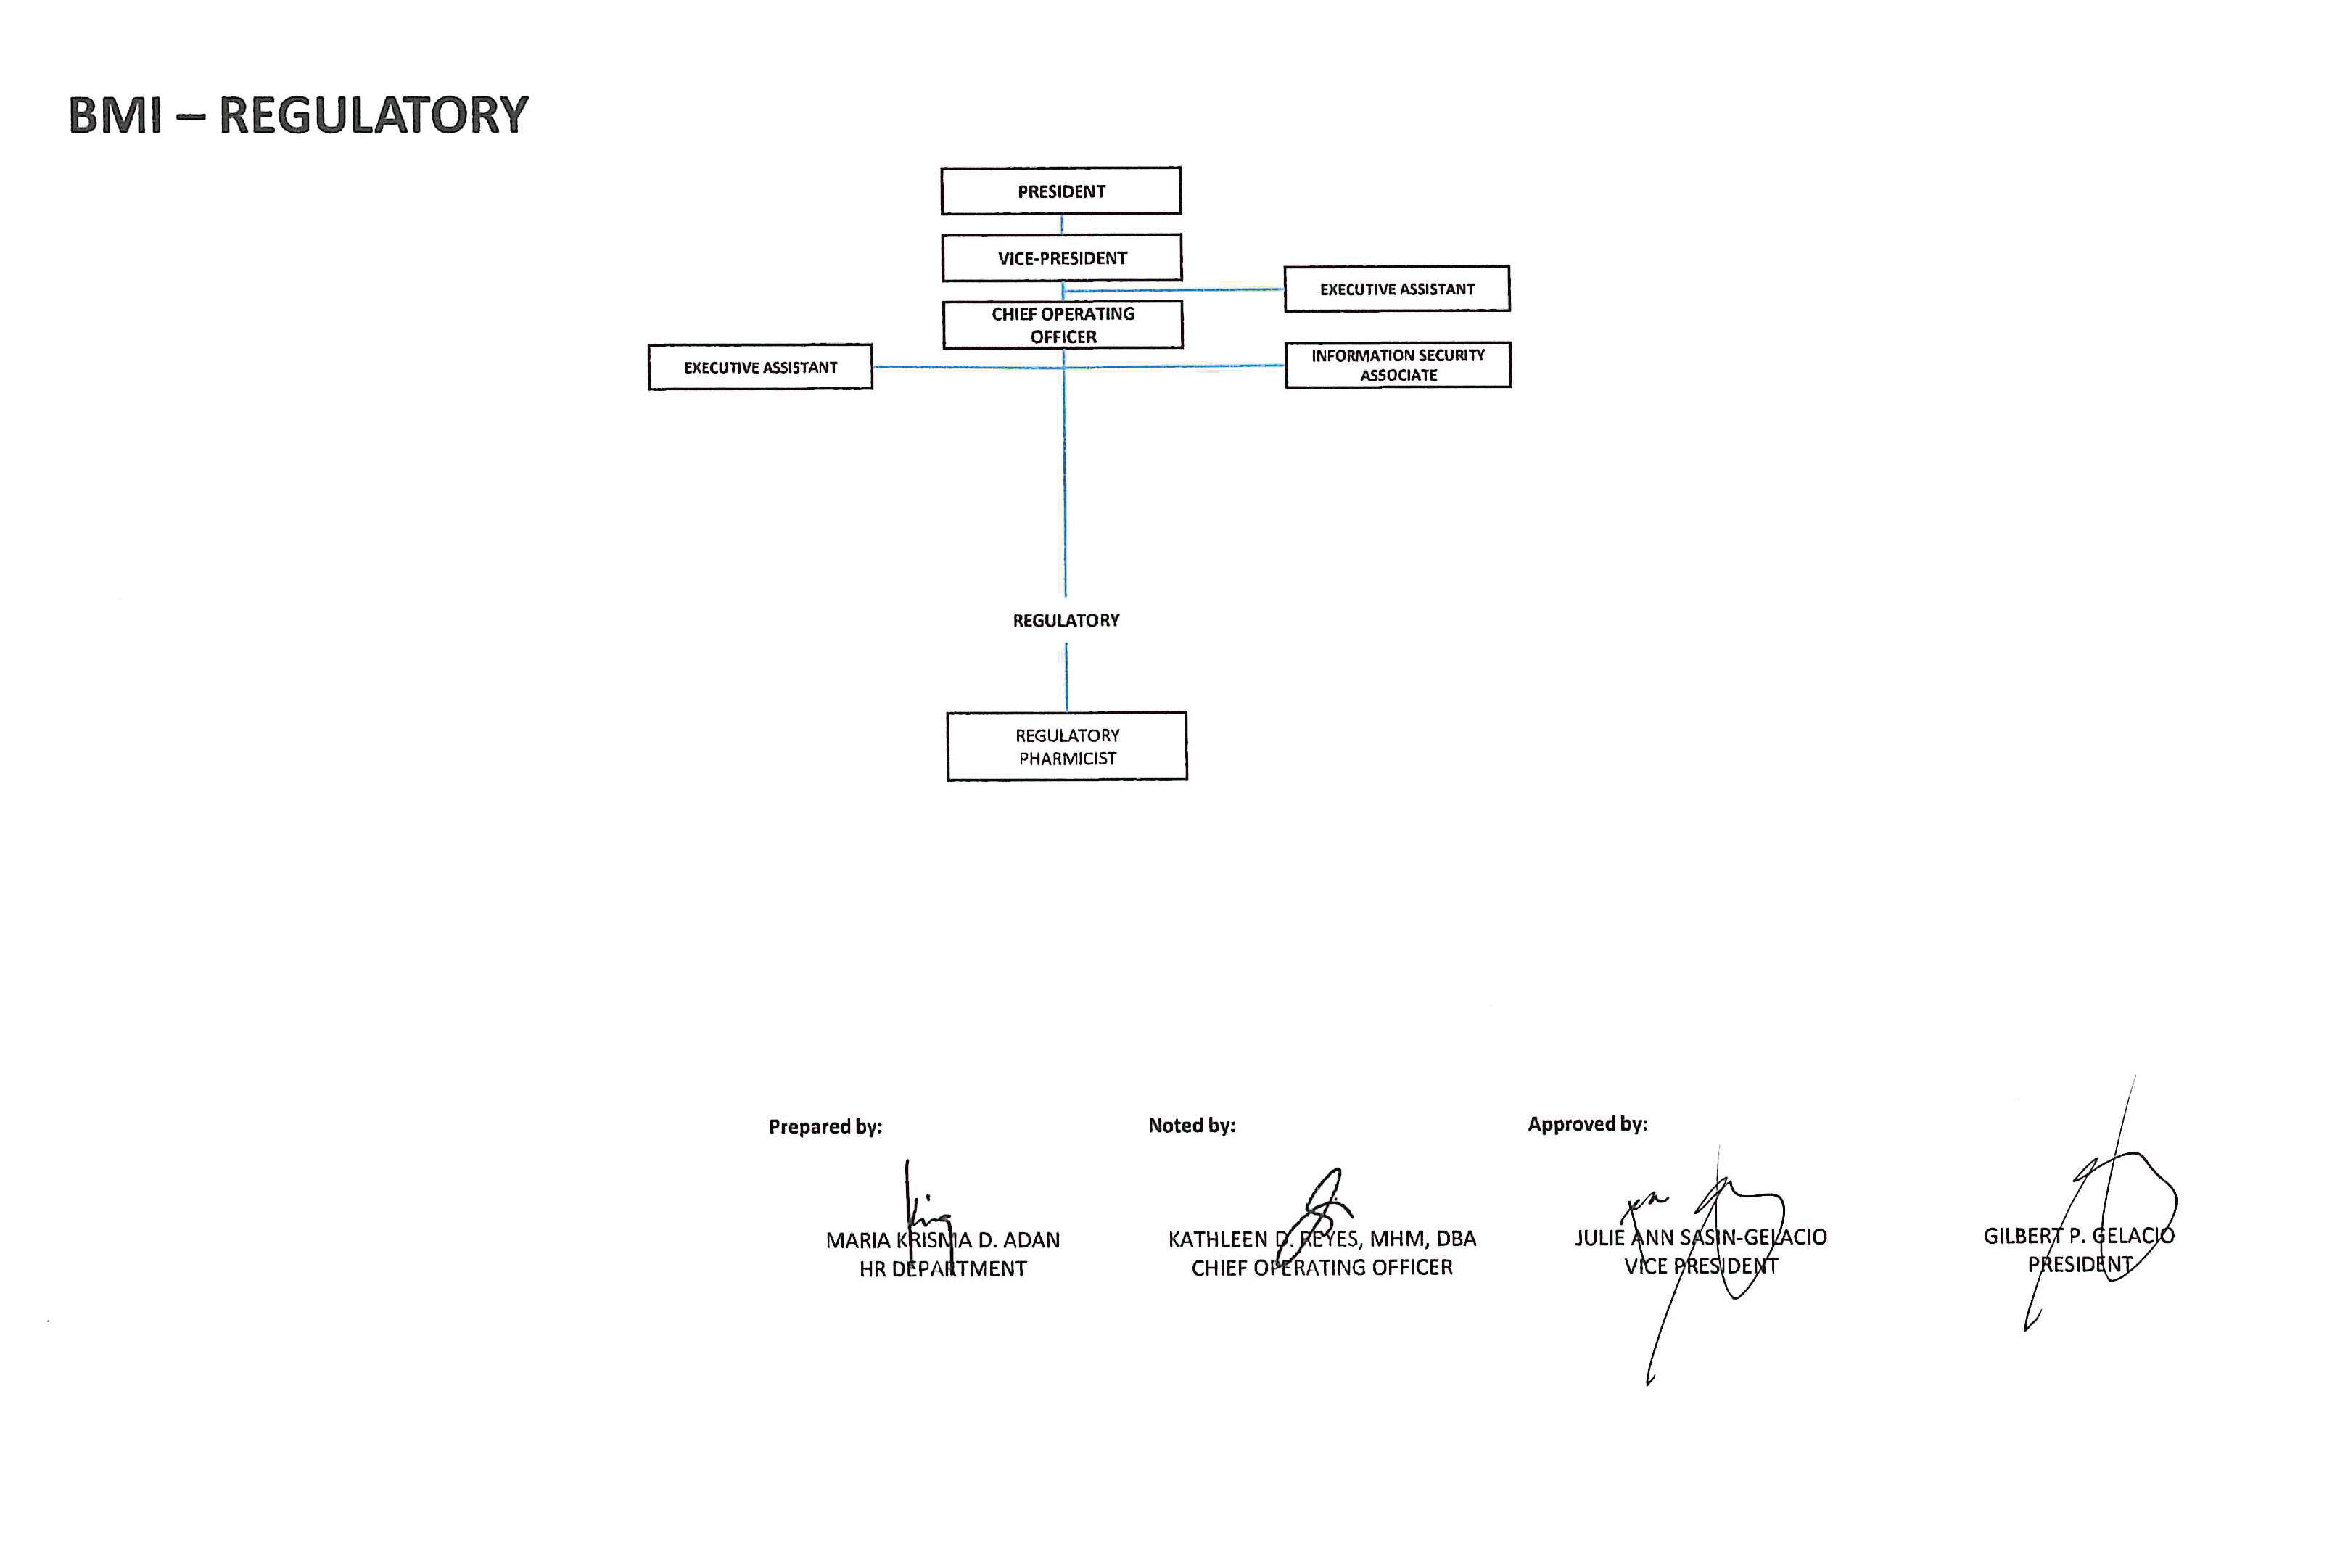 BMI – REGULATORY
PRESIDENT
VICE-PRESIDENT
EXECUTIVE ASSISTANT
CHIEF OPERATING
OFFICER
EXECUTIVE ASSISTANT
INFORMATION SECURITY
ASSOCIATE
REGULATORY
REGULATORY
PHARMICIST
Prepared by:
MARIA KRISMA D. ADAN
HR DEPARTMENT
Noted by:
KATHLEEN D. REYES, MHM, DBA
CHIEF OPERATING OFFICER
Approved by:
JULIE ANN SASIN-GELACIO
VICE PRESIDENT
GILBERT P. GELACIO
PRESIDENT